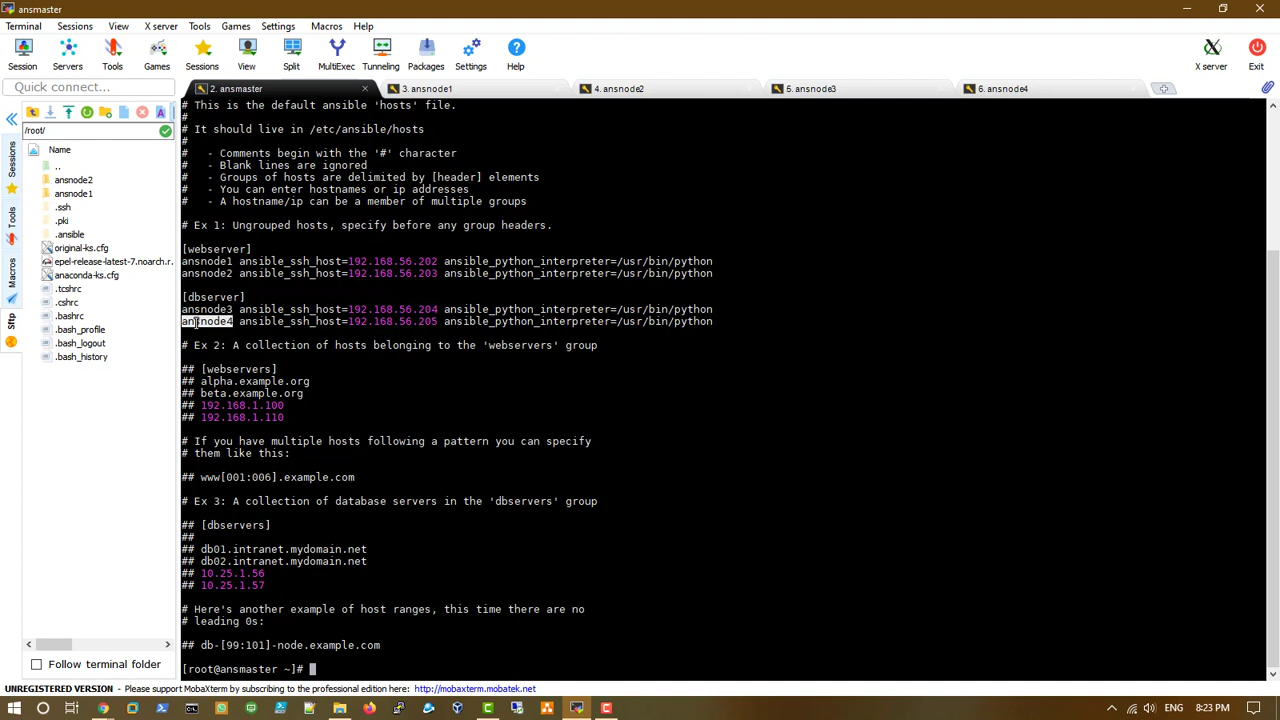 ansmaster
Terminal Sessions View X server Tools Games Settings Macros Help
Session Servers Tools Games Sessions View Split MultiExec Tunneling Packages Settings Help X server Exit
Quick connect...
2. ansmaster 3. ansnode1 4. ansnode2 5. ansnode3 6. ansnode4
/root/
Name
..
ansnode2
ansnode1
.ssh
.pki
.ansible
original-ks.cfg
epel-release-latest-7.noarch.r.
anaconda-ks.cfg
.tcshrc
.cshrc
.bashrc
.bash_profile
.bash_logout
.bash_history
Sessions
Tools
Macros
Sftp
# This is the default ansible 'hosts' file.
#
# It should live in /etc/ansible/hosts
#
#   - Comments begin with the '#' character
#   - Blank lines are ignored
#   - Groups of hosts are delimited by [header] elements
#   - You can enter hostnames or ip addresses
#   - A hostname/ip can be a member of multiple groups
# Ex 1: Ungrouped hosts, specify before any group headers.
[webserver]
ansnode1 ansible_ssh_host=192.168.56.202 ansible_python_interpreter=/usr/bin/python
ansnode2 ansible_ssh_host=192.168.56.203 ansible_python_interpreter=/usr/bin/python
[dbserver]
ansnode3 ansible_ssh_host=192.168.56.204 ansible_python_interpreter=/usr/bin/python
ansnode4 ansible_ssh_host=192.168.56.205 ansible_python_interpreter=/usr/bin/python
# Ex 2: A collection of hosts belonging to the 'webservers' group
## [webservers]
## alpha.example.org
## beta.example.org
## 192.168.1.100
## 192.168.1.110
# If you have multiple hosts following a pattern you can specify
# them like this:
## www[001:006].example.com
# Ex 3: A collection of database servers in the 'dbservers' group
## [dbservers]
##
## db01.intranet.mydomain.net
## db02.intranet.mydomain.net
## 10.25.1.56
## 10.25.1.57
# Here's another example of host ranges, this time there are no
# leading 0s:
## db-[99:101]-node.example.com
[root@ansmaster ~]#
Follow terminal folder
UNREGISTERED VERSION - Please support MobaXterm by subscribing to the professional edition here: http://mobaxterm.mobatek.net
ENG 8:23 PM